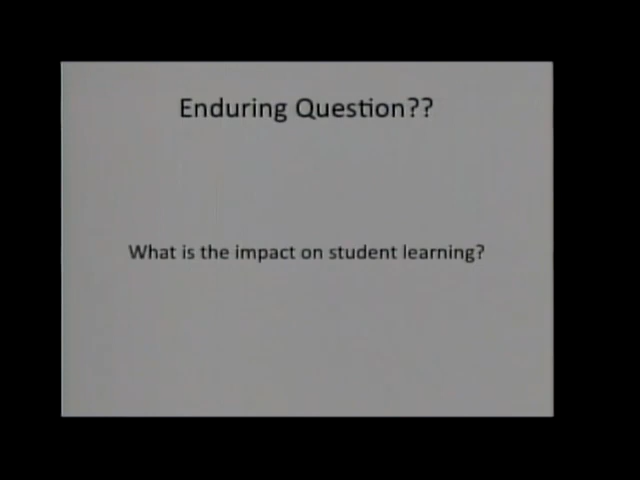 Enduring Question??
What is the impact on student learning?